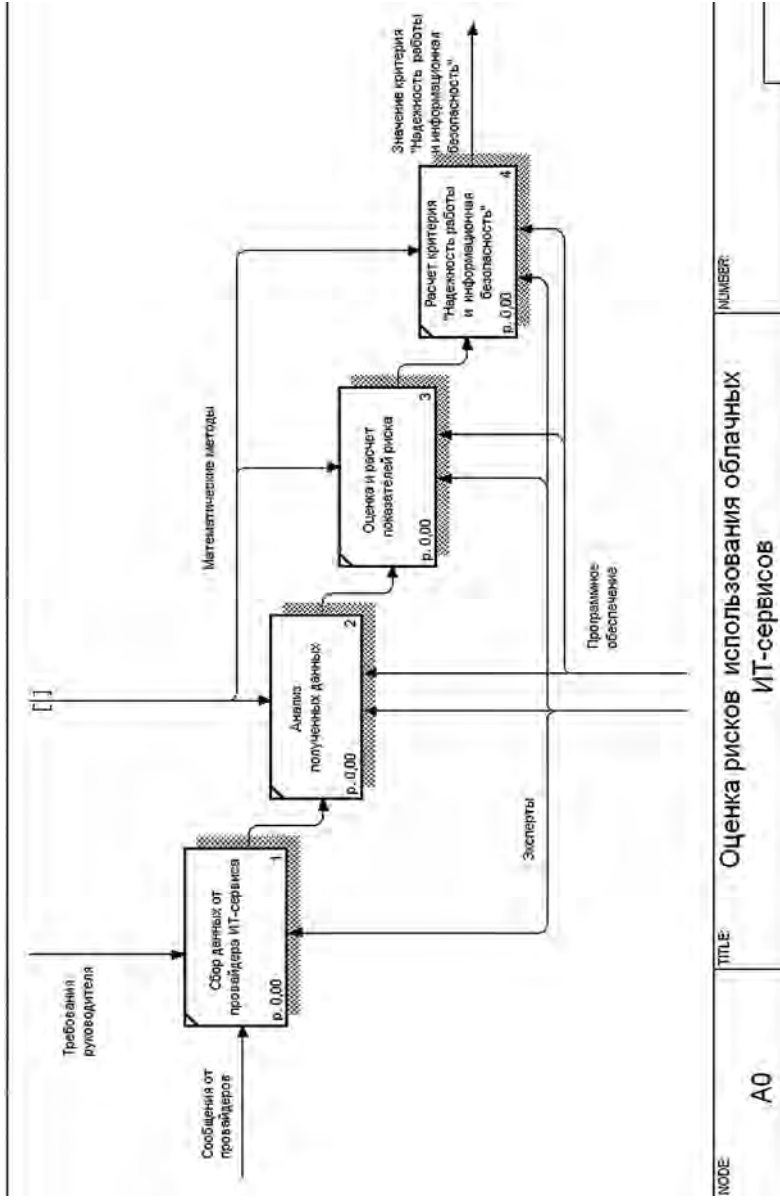 [ ]
Требования
руководителя
Математические методы
Сообщения от
провайдеров
Сбор данных от
провайдера ИТ-сервиса
р. 0,00
1
Анализ
полученных данных
р. 0,00
2
Оценка и расчет
показателей риска
р. 0,00
3
Расчет критерия
"Надежность работы
и информационная
безопасность"
р. 0,00
4
Значение критерия
"Надежность работы
и информационная
безопасность"
Эксперты
Программное
обеспечение
NODE:
A0
TITLE:
Оценка рисков использования облачных
ИТ-сервисов
NUMBER: